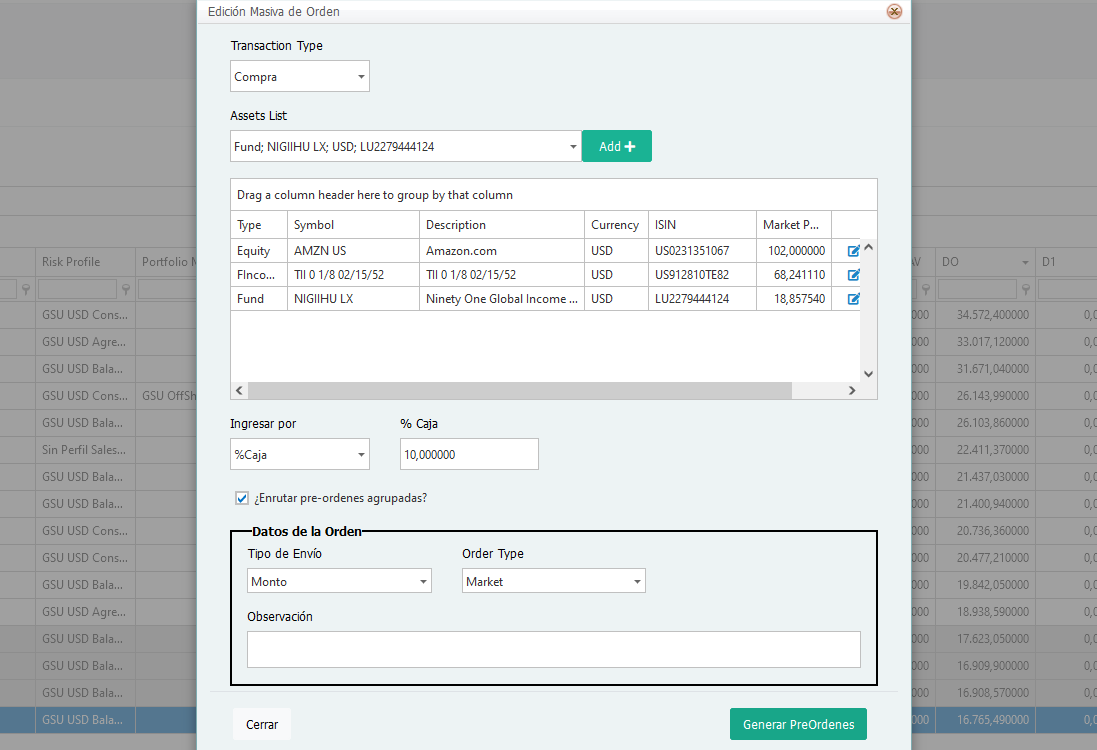 Edición Masiva de Orden
Transaction Type
Compra
Assets List
Fund; NIGIIHU LX; USD; LU2279444124
Add
Drag a column header here to group by that column
Type Symbol Description Currency ISIN Market P...
Equity AMZN US Amazon.com USD US0231351067 102,000000
FInco... TII 0 1/8 02/15/52 TII 0 1/8 02/15/52 USD US912810TE82 68,241110
Fund NIGIIHU LX Ninety One Global Income ... USD LU2279444124 18,857540
Ingresar por % Caja
%Caja 10,000000
¿Enrutar pre-ordenes agrupadas?
Datos de la Orden
Tipo de Envío Order Type
Monto Market
Observación
Cerrar Generar PreOrdenes
Risk Profile Portfolio N AV DO D1
GSU USD Cons... 000 34.572,400000 0,0
GSU USD Agre... 000 33.017,120000 0,0
GSU USD Bala... 000 31.671,040000 0,0
GSU USD Cons... GSU OffSh 000 26.143,990000 0,0
GSU USD Bala... 000 26.103,860000 0,0
Sin Perfil Sales... 000 22.411,370000 0,0
GSU USD Bala... 000 21.437,030000 0,0
GSU USD Bala... 000 21.400,940000 0,0
GSU USD Cons... 000 20.736,360000 0,0
GSU USD Cons... 000 20.477,210000 0,0
GSU USD Bala... 000 19.842,050000 0,0
GSU USD Agre... 000 18.938,590000 0,0
GSU USD Bala... 000 17.623,050000 0,0
GSU USD Bala... 000 16.909,900000 0,0
GSU USD Bala... 000 16.908,570000 0,0
GSU USD Bala... 000 16.765,490000 0,0